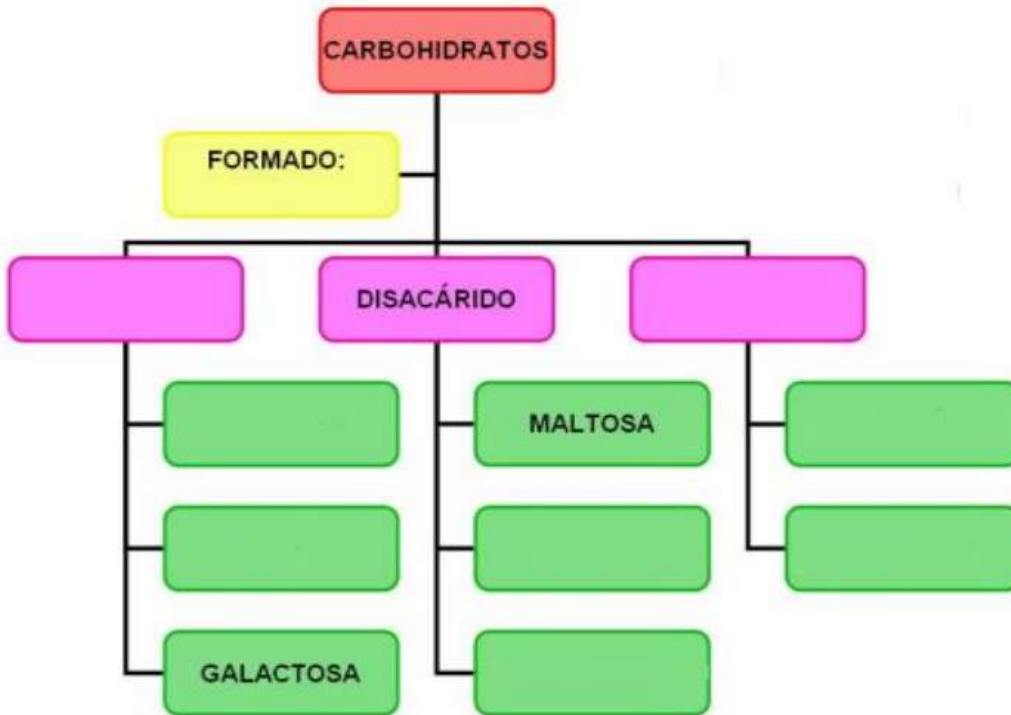 CARBOHIDRATOS
FORMADO:
DISACÁRIDO
MALTOSA
GALACTOSA